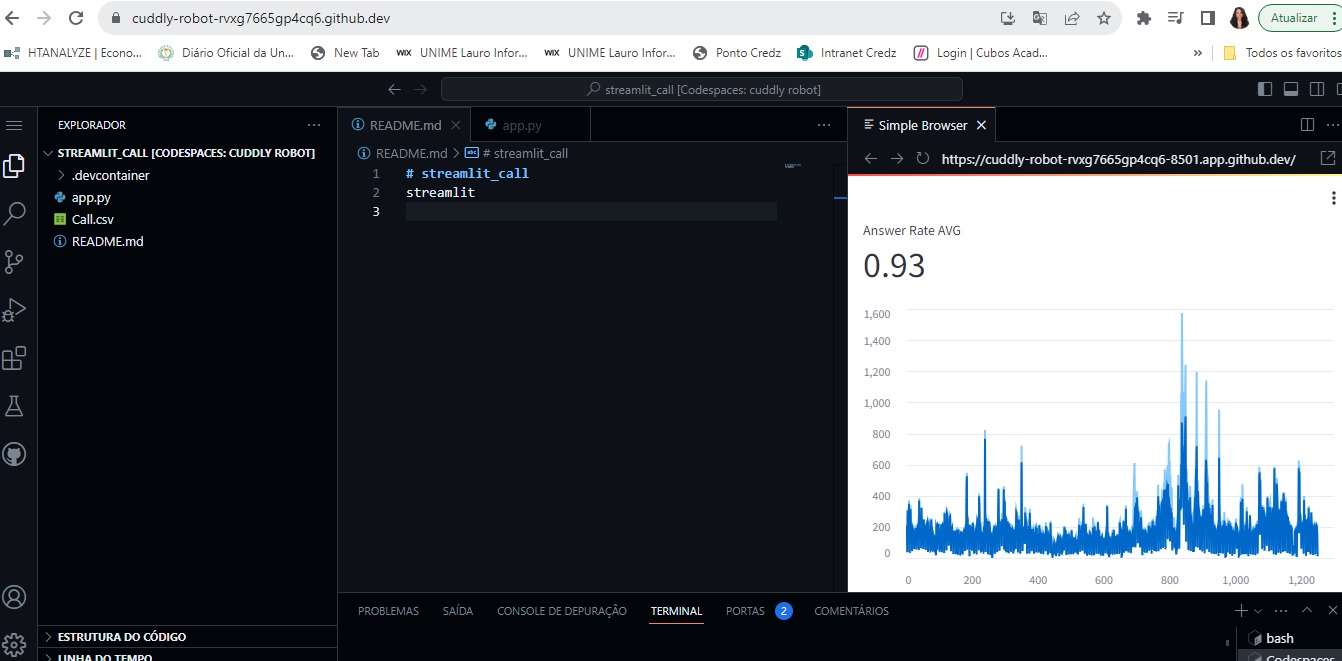 cuddly-robot-rvxg7665gp4cq6.github.dev
Atualizar
HTANALYZE | Econo...
Diário Oficial da Un...
New Tab
WIX UNIME Lauro Infor...
WIX UNIME Lauro Infor...
Ponto Credz
Intranet Credz
Login | Cubos Acad...
»
Todos os favoritos
streamlit_call [Codespaces: cuddly robot]
EXPLORADOR
STREAMLIT_CALL [CODESPACES: CUDDLY ROBOT]
.devcontainer
app.py
Call.csv
README.md
ESTRUTURA DO CÓDIGO
LINHA DO TEMPO
README.md
app.py
README.md > # streamlit_call
1 # streamlit_call
2 streamlit
3
Simple Browser
https://cuddly-robot-rvxg7665gp4cq6-8501.app.github.dev/
Answer Rate AVG
0.93
1,600
1,400
1,200
1,000
800
600
400
200
0
0 200 400 600 800 1,000 1,200
PROBLEMAS
SAÍDA
CONSOLE DE DEPURAÇÃO
TERMINAL
PORTAS 2
COMENTÁRIOS
bash
Codespaces